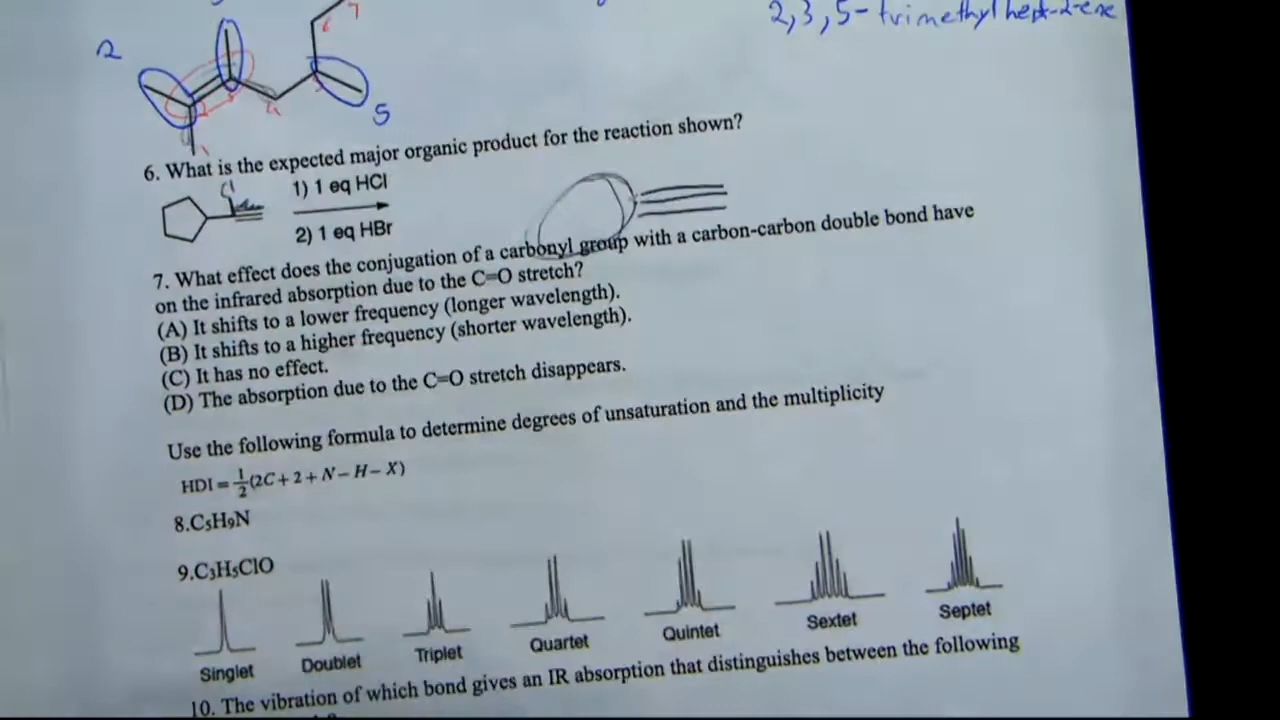 2,3,5-trimethylhept-2-ene
2
7
6
5
4
5
1
6. What is the expected major organic product for the reaction shown?
Cl
1) 1 eq HCl
2) 1 eq HBr
7. What effect does the conjugation of a carbonyl group with a carbon-carbon double bond have
on the infrared absorption due to the C=O stretch?
(A) It shifts to a lower frequency (longer wavelength).
(B) It shifts to a higher frequency (shorter wavelength).
(C) It has no effect.
(D) The absorption due to the C=O stretch disappears.
Use the following formula to determine degrees of unsaturation and the multiplicity
HDI = 1/2(2C + 2 + N – H – X)
8.C₅H₉N
9.C₃H₅ClO
Singlet Doublet Triplet Quartet Quintet Sextet Septet
10. The vibration of which bond gives an IR absorption that distinguishes between the following